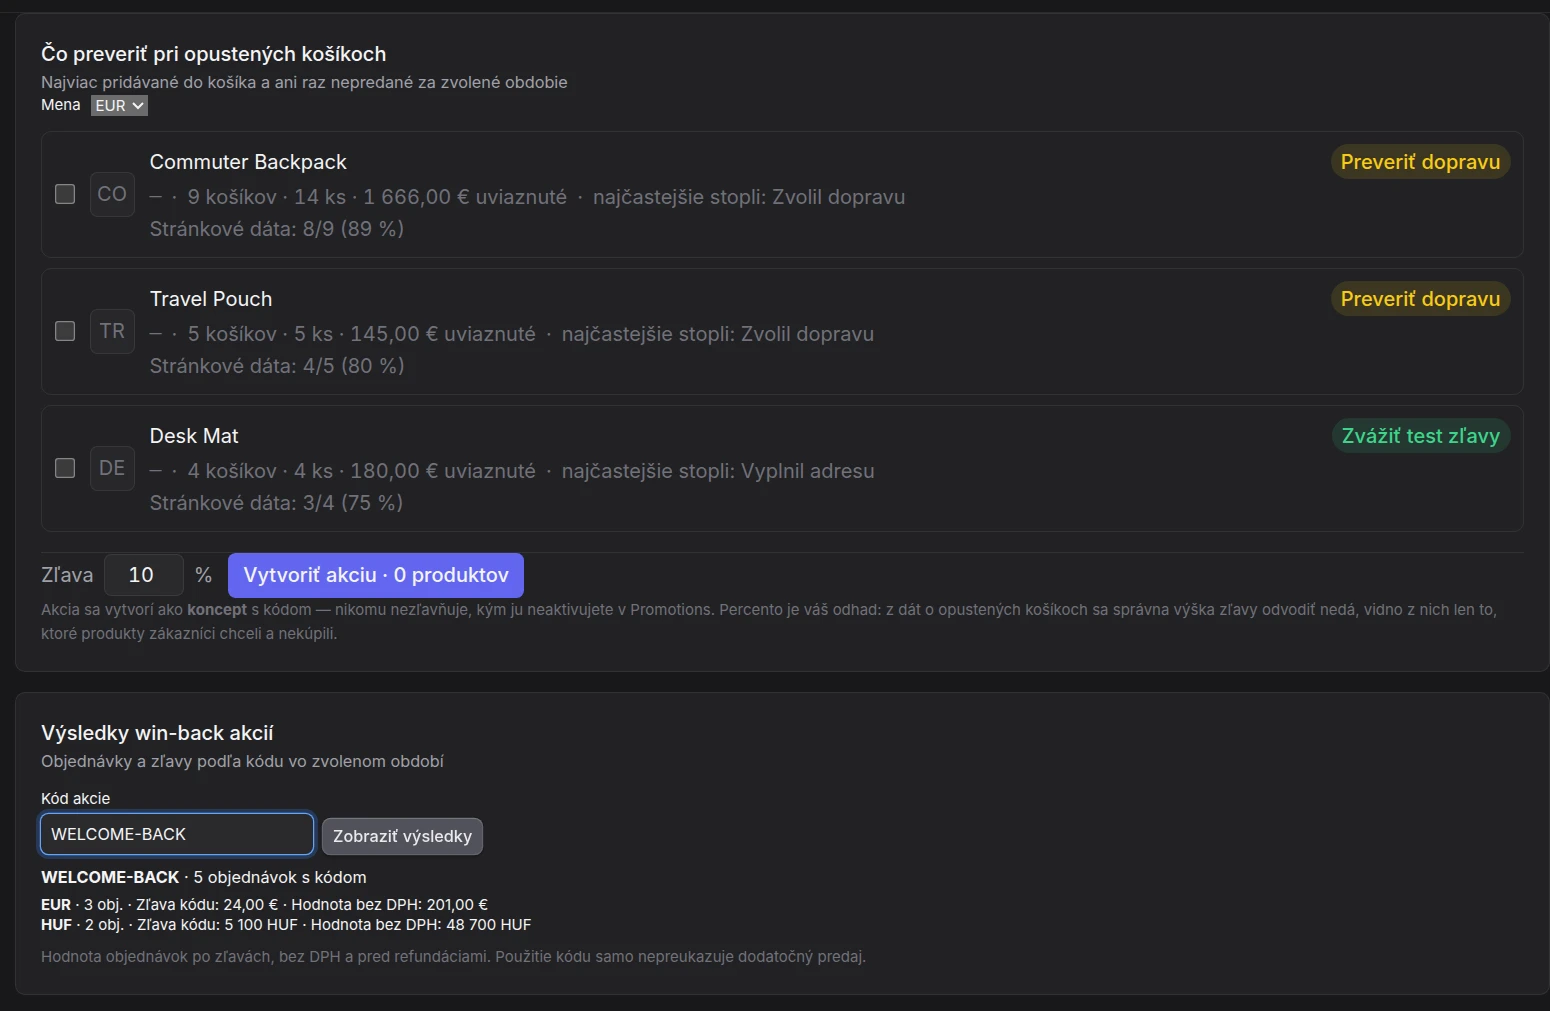 Čo preveriť pri opustených košíkoch
Najviac pridávané do košíka a ani raz nepredané za zvolené obdobie
Mena EUR
CO
Commuter Backpack
Preveriť dopravu
— · 9 košíkov · 14 ks · 1 666,00 € uviaznuté · najčastejšie stopli: Zvolil dopravu
Stránkové dáta: 8/9 (89 %)
TR
Travel Pouch
Preveriť dopravu
— · 5 košíkov · 5 ks · 145,00 € uviaznuté · najčastejšie stopli: Zvolil dopravu
Stránkové dáta: 4/5 (80 %)
DE
Desk Mat
Zvážiť test zľavy
— · 4 košíkov · 4 ks · 180,00 € uviaznuté · najčastejšie stopli: Vyplnil adresu
Stránkové dáta: 3/4 (75 %)
Zľava 10 % Vytvoriť akciu · 0 produktov
Akcia sa vytvorí ako koncept s kódom — nikomu nezľavňuje, kým ju neaktivujete v Promotions. Percento je váš odhad: z dát o opustených košíkoch sa správna výška zľavy odvodiť nedá, vidno z nich len to,
ktoré produkty zákazníci chceli a nekúpili.
Výsledky win-back akcií
Objednávky a zľavy podľa kódu vo zvolenom období
Kód akcie
WELCOME-BACK Zobraziť výsledky
WELCOME-BACK · 5 objednávok s kódom
EUR · 3 obj. · Zľava kódu: 24,00 € · Hodnota bez DPH: 201,00 €
HUF · 2 obj. · Zľava kódu: 5 100 HUF · Hodnota bez DPH: 48 700 HUF
Hodnota objednávok po zľavách, bez DPH a pred refundáciami. Použitie kódu samo nepreukazuje dodatočný predaj.